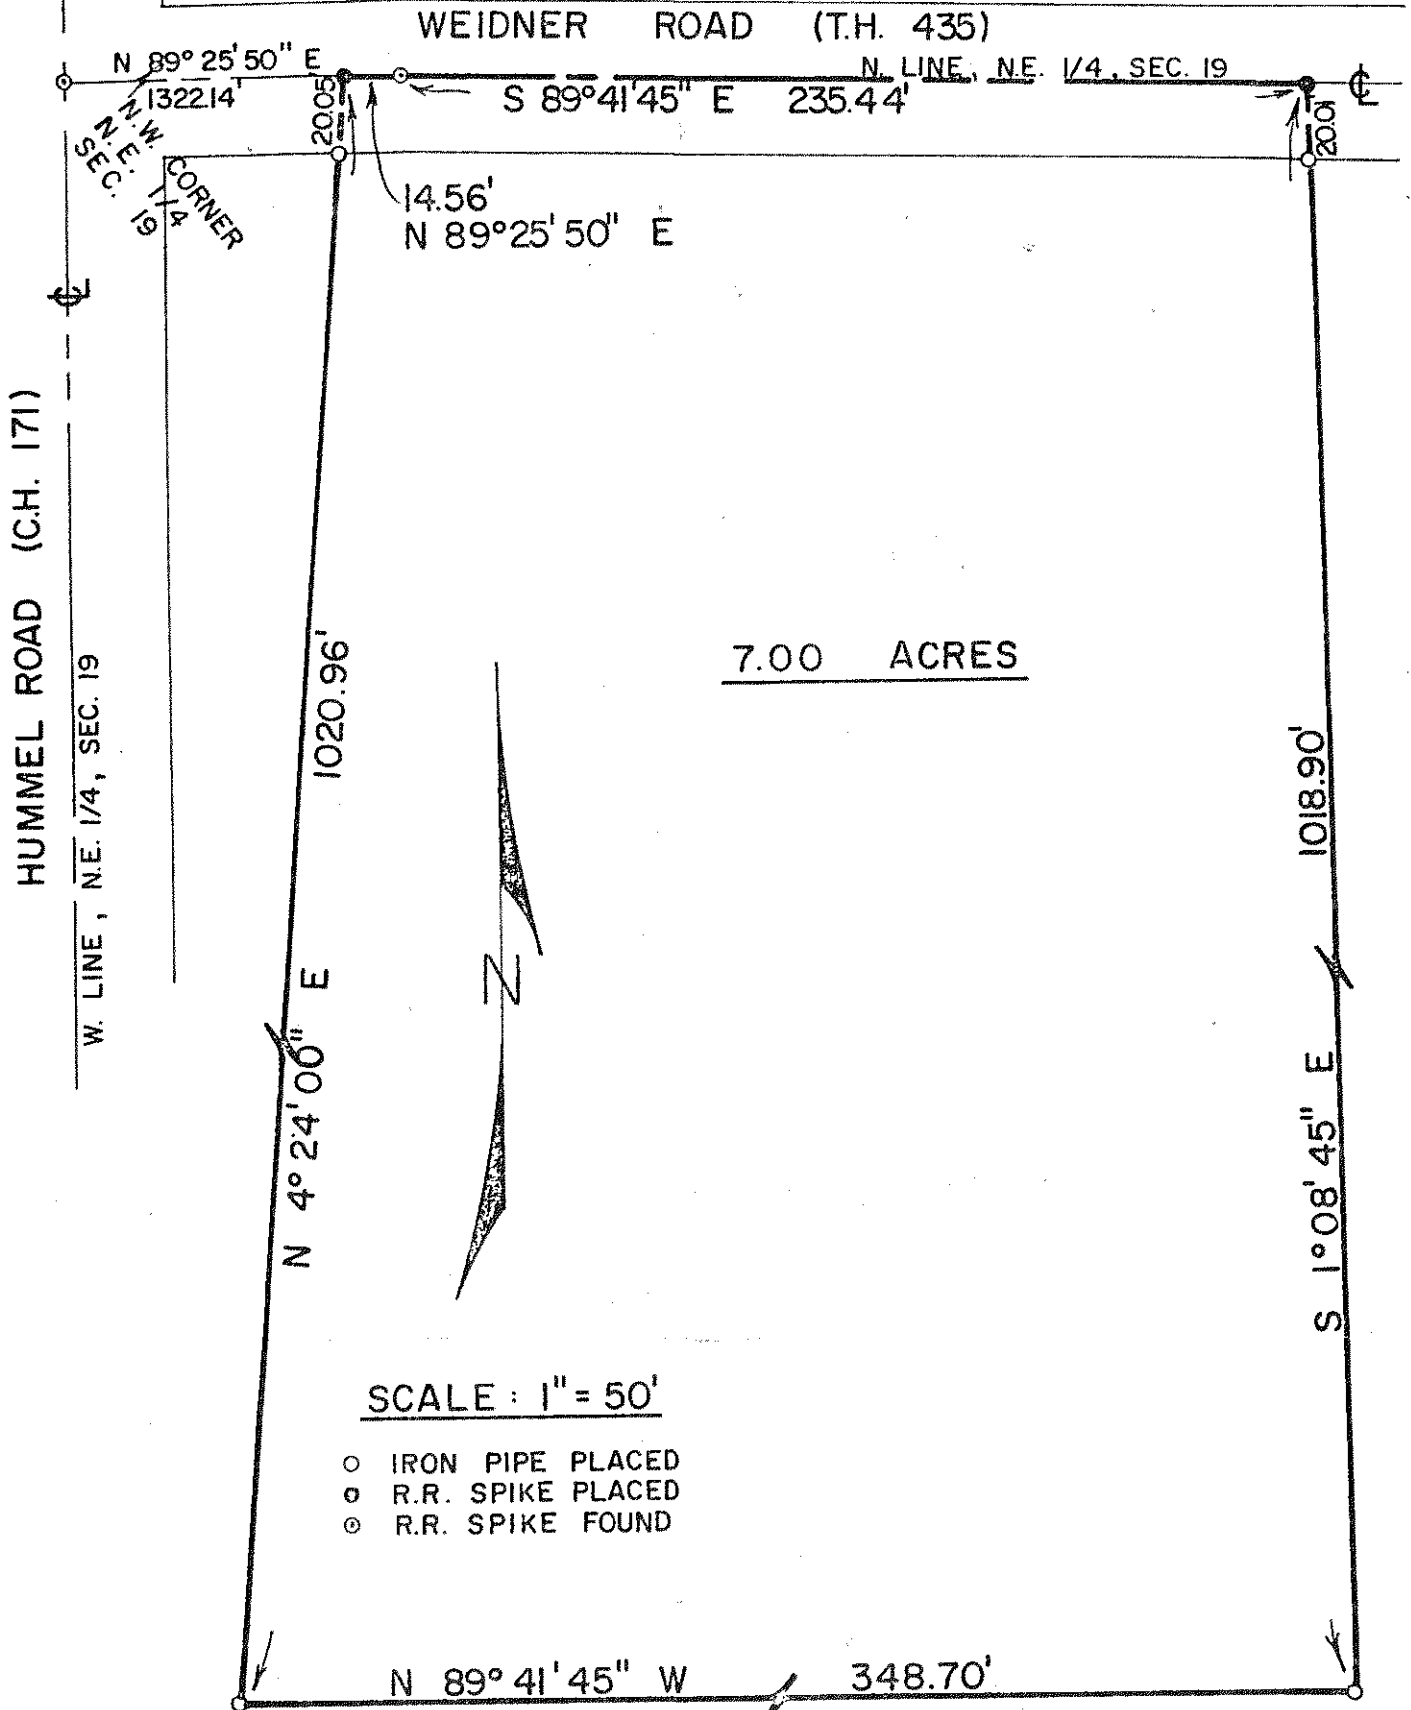 WEIDNER ROAD (T.H. 435)
N 89° 25' 50" E
1322.14'
N. LINE, N.E. 1/4, SEC. 19
S 89°41'45" E 235.44'
20.05
20.01
N.W. CORNER
N.E. 1/4
SEC. 19
14.56'
N 89°25'50" E
HUMMEL ROAD (C.H. 171)
W. LINE, N.E. 1/4, SEC. 19
1020.96'
N 4° 24' 00" E
7.00 ACRES
1018.90'
S 1° 08' 45" E
N
SCALE : 1" = 50'
○ IRON PIPE PLACED
R.R. SPIKE PLACED
⊙ R.R. SPIKE FOUND
N 89° 41' 45" W 348.70'